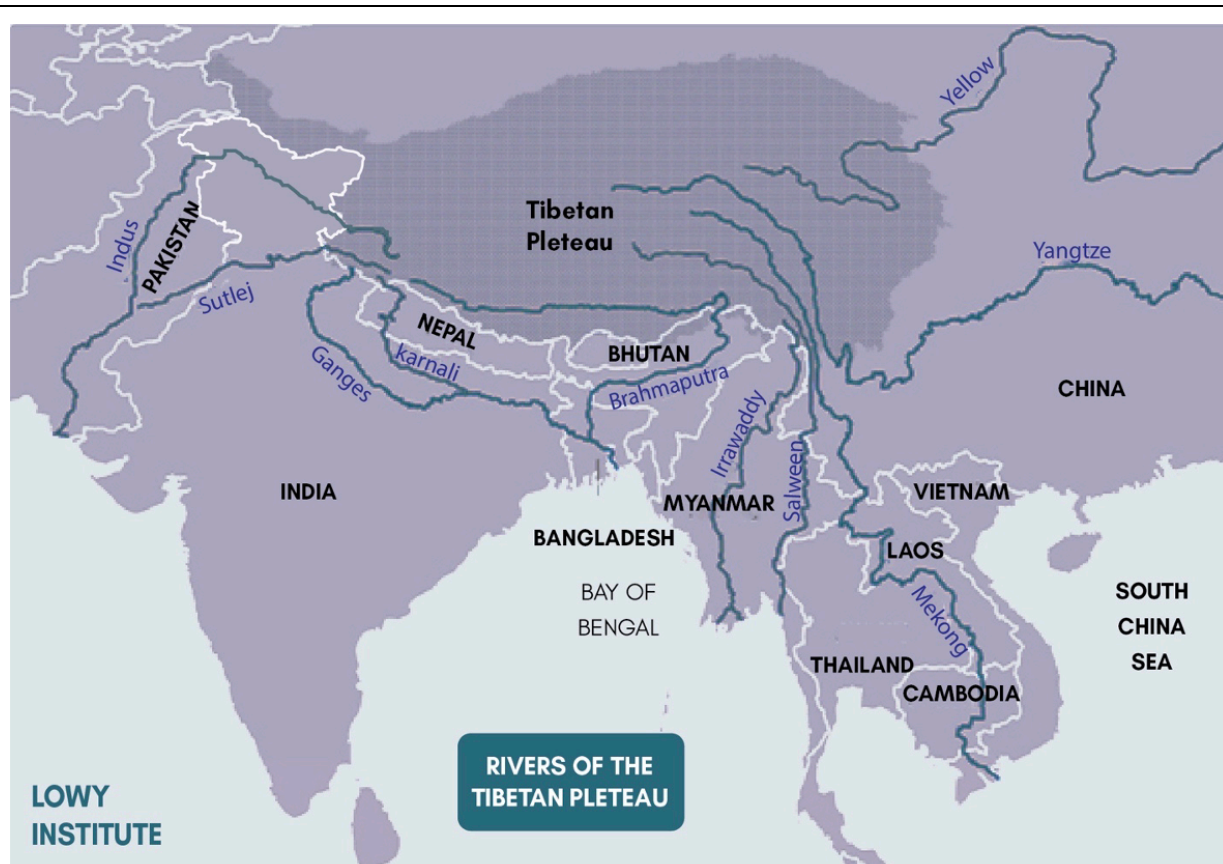 Yellow
Tibetan
Pleteau
Indus
PAKISTAN
Sutlej
Yangtze
NEPAL
BHUTAN
Ganges
karnali
Brahmaputra
CHINA
Irrawaddy
Salween
INDIA
MYANMAR
VIETNAM
BANGLADESH
LAOS
BAY OF
BENGAL
Mekong
SOUTH
CHINA
SEA
THAILAND
CAMBODIA
RIVERS OF THE
TIBETAN PLETEAU
LOWY
INSTITUTE